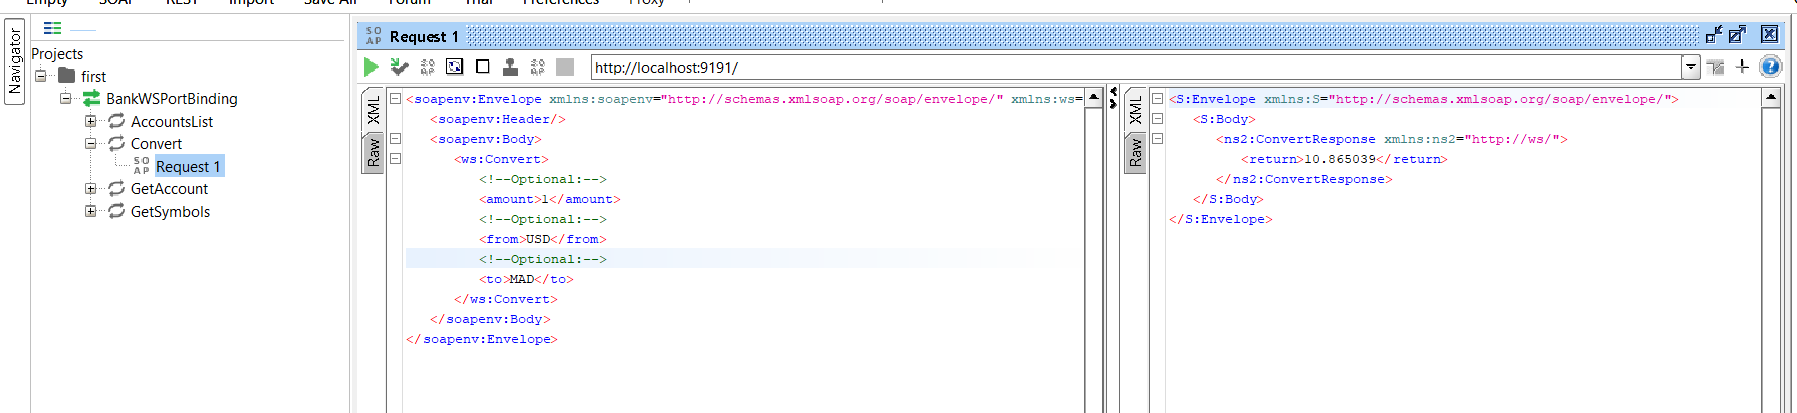 Empty SOAP REST Import Save All Forum Trial Preferences Proxy
Navigator
Projects
first
BankWSPortBinding
AccountsList
Convert
SO AP Request 1
GetAccount
GetSymbols
SO AP Request 1
http://localhost:9191/
XML
Raw
<soapenv:Envelope xmlns:soapenv="http://schemas.xmlsoap.org/soap/envelope/" xmlns:ws=
<soapenv:Header/>
<soapenv:Body>
<ws:Convert>
<!--Optional:-->
<amount>1</amount>
<!--Optional:-->
<from>USD</from>
<!--Optional:-->
<to>MAD</to>
</ws:Convert>
</soapenv:Body>
</soapenv:Envelope>
XML
Raw
<S:Envelope xmlns:S="http://schemas.xmlsoap.org/soap/envelope/">
<S:Body>
<ns2:ConvertResponse xmlns:ns2="http://ws/">
<return>10.865039</return>
</ns2:ConvertResponse>
</S:Body>
</S:Envelope>